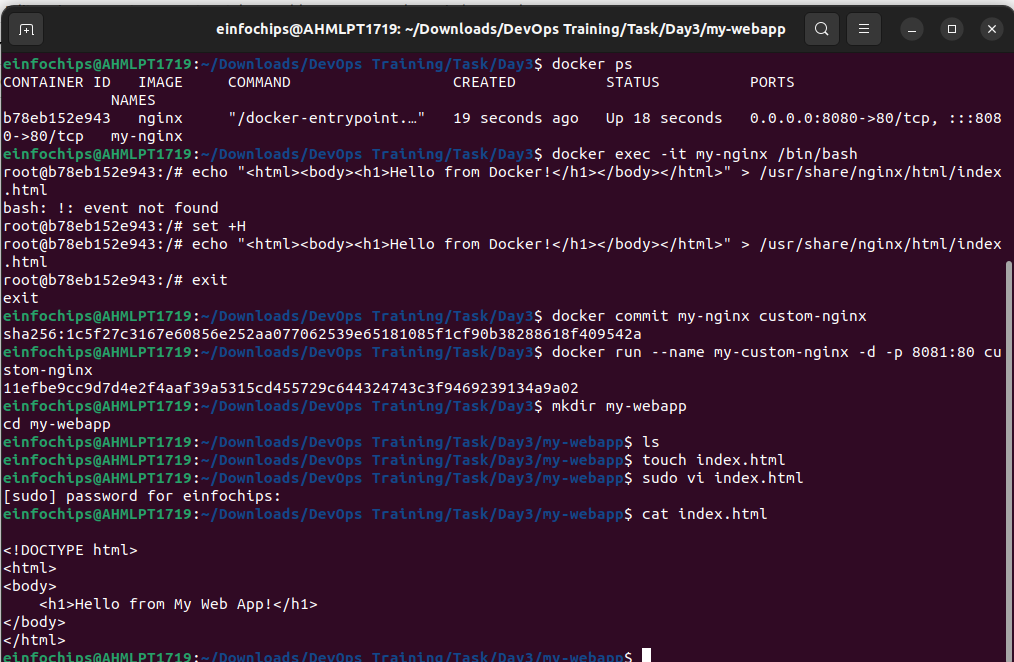 einfochips@AHMLPT1719: ~/Downloads/DevOps Training/Task/Day3/my-webapp
einfochips@AHMLPT1719:~/Downloads/DevOps Training/Task/Day3$ docker ps
CONTAINER ID   IMAGE     COMMAND                  CREATED          STATUS          PORTS
            NAMES
b78eb152e943   nginx     "/docker-entrypoint.…"   19 seconds ago   Up 18 seconds   0.0.0.0:8080->80/tcp, :::808
0->80/tcp   my-nginx
einfochips@AHMLPT1719:~/Downloads/DevOps Training/Task/Day3$ docker exec -it my-nginx /bin/bash
root@b78eb152e943:/# echo "<html><body><h1>Hello from Docker!</h1></body></html>" > /usr/share/nginx/html/index
.html
bash: !: event not found
root@b78eb152e943:/# set +H
root@b78eb152e943:/# echo "<html><body><h1>Hello from Docker!</h1></body></html>" > /usr/share/nginx/html/index
.html
root@b78eb152e943:/# exit
exit
einfochips@AHMLPT1719:~/Downloads/DevOps Training/Task/Day3$ docker commit my-nginx custom-nginx
sha256:1c5f27c3167e60856e252aa077062539e65181085f1cf90b38288618f409542a
einfochips@AHMLPT1719:~/Downloads/DevOps Training/Task/Day3$ docker run --name my-custom-nginx -d -p 8081:80 cu
stom-nginx
11efbe9cc9d7d4e2f4aaf39a5315cd455729c644324743c3f9469239134a9a02
einfochips@AHMLPT1719:~/Downloads/DevOps Training/Task/Day3$ mkdir my-webapp
cd my-webapp
einfochips@AHMLPT1719:~/Downloads/DevOps Training/Task/Day3/my-webapp$ ls
einfochips@AHMLPT1719:~/Downloads/DevOps Training/Task/Day3/my-webapp$ touch index.html
einfochips@AHMLPT1719:~/Downloads/DevOps Training/Task/Day3/my-webapp$ sudo vi index.html
[sudo] password for einfochips:
einfochips@AHMLPT1719:~/Downloads/DevOps Training/Task/Day3/my-webapp$ cat index.html
<!DOCTYPE html>
<html>
<body>
    <h1>Hello from My Web App!</h1>
</body>
</html>
einfochips@AHMLPT1719:~/Downloads/DevOps Training/Task/Day3/my-webapp$